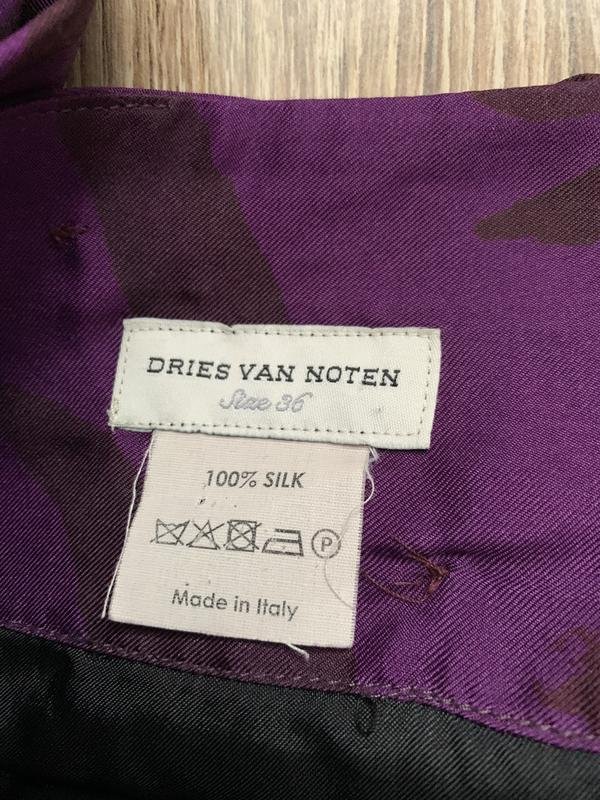 DRIES VAN NOTEN
Size 36
100% SILK
P
Made in Italy